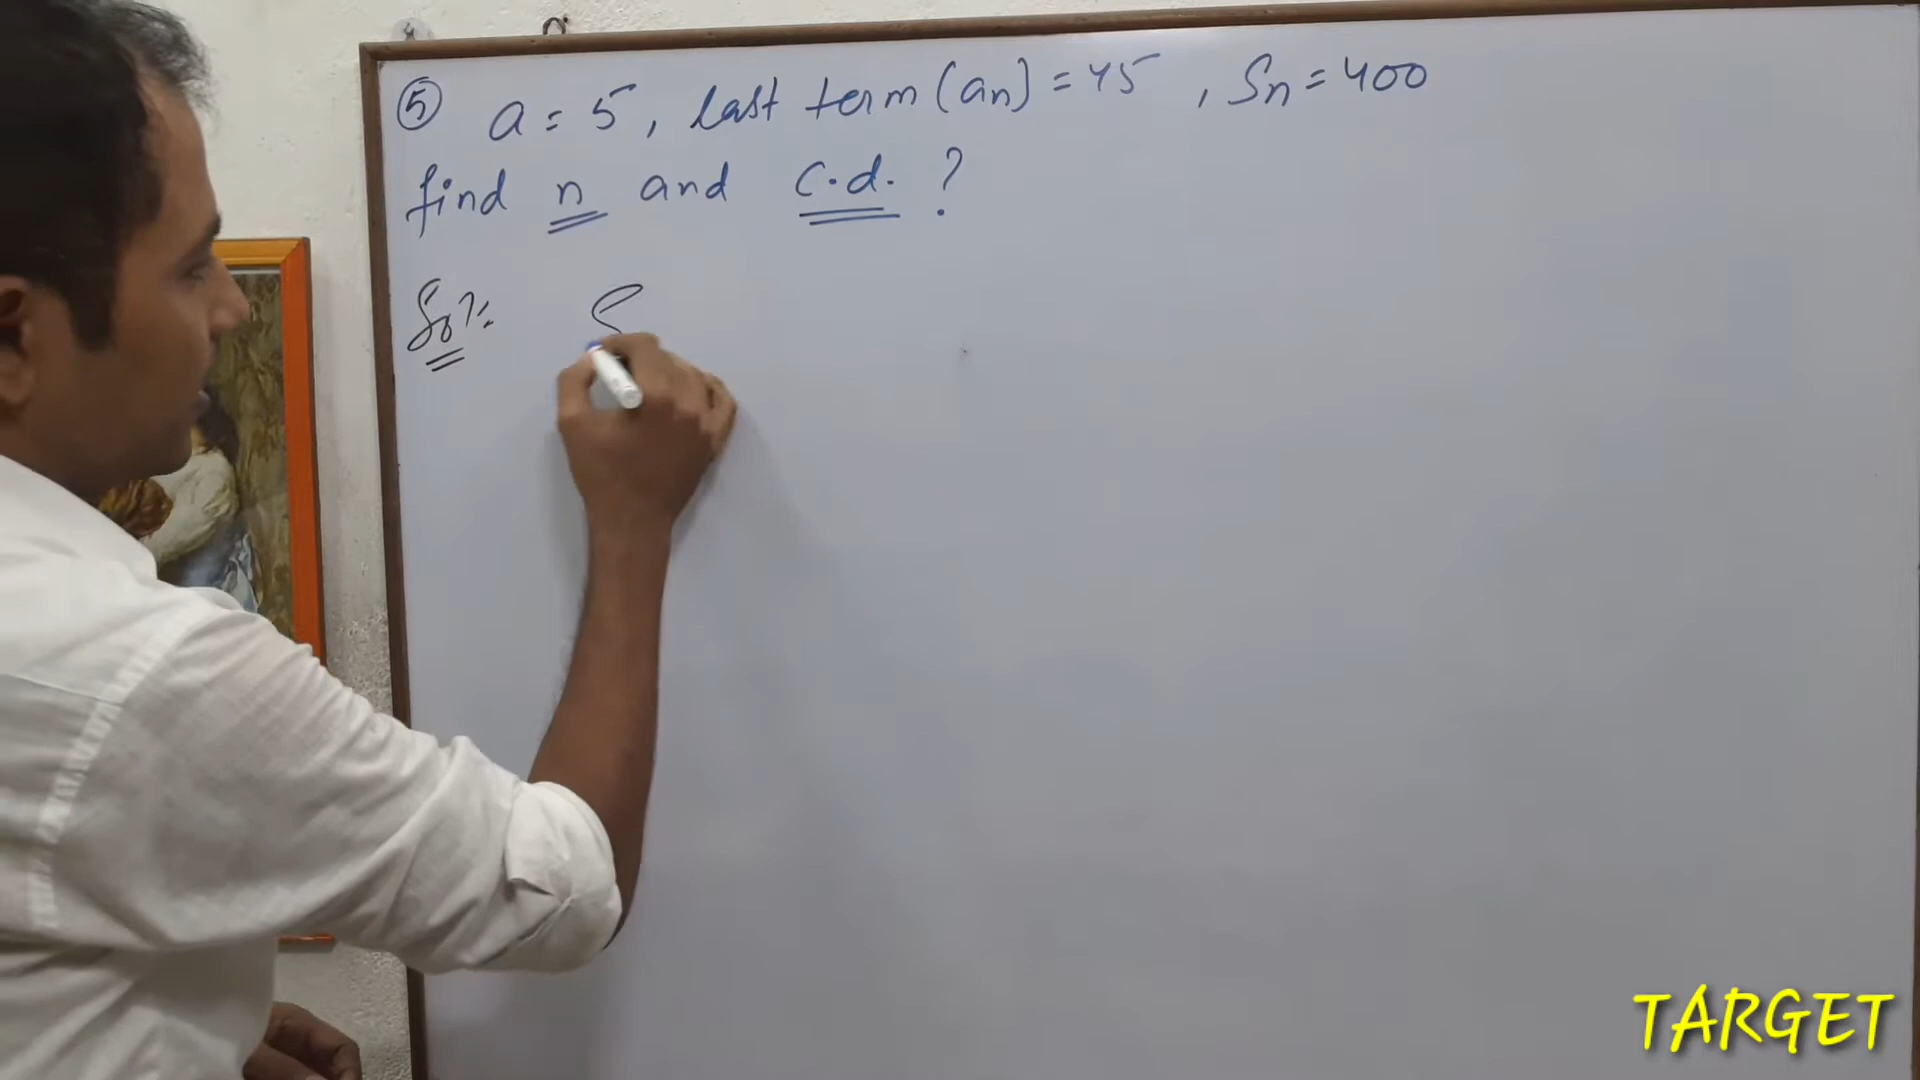 ⑤ a = 5, last term (an) = 45, Sn = 400
find n and c.d. ?
Sol:- S
TARGET